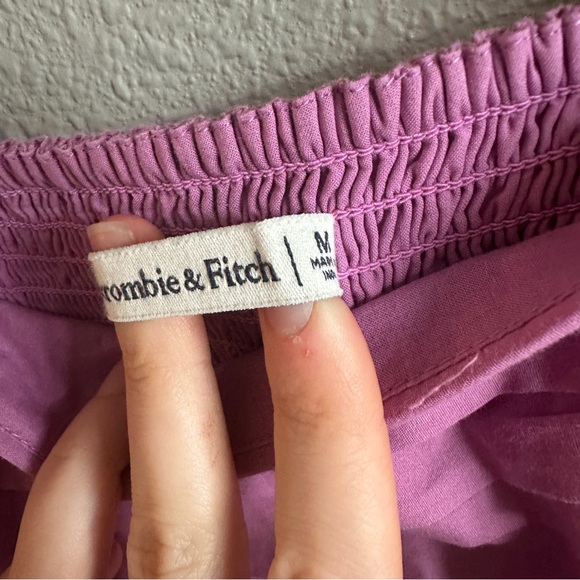 rombie & Fitch | M